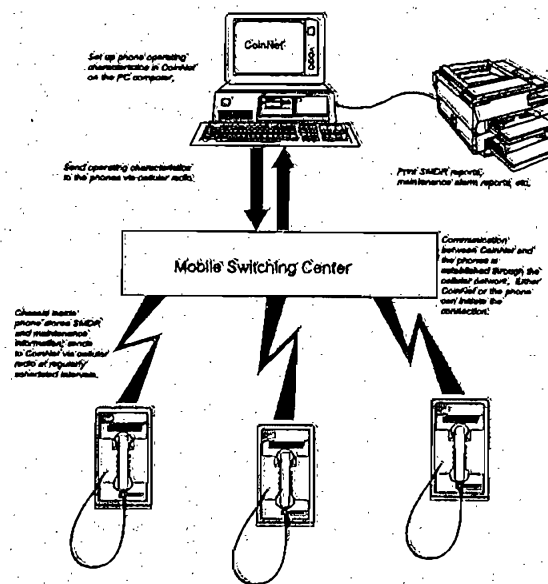 CoinNet
Set up phone operating
characteristics in CoinNet
on the PC computer.
Send operating characteristics
to the phones via cellular radio.
Print SMDR reports,
maintenance alarm reports, etc.
Mobile Switching Center
Communication
between CoinNet and
the phones is
established through the
cellular network. Either
CoinNet or the phone
can initiate the
connection.
Chassis inside
phone stores SMDR
and maintenance
information, sends
to CoinNet via cellular
radio at regularly
scheduled intervals.